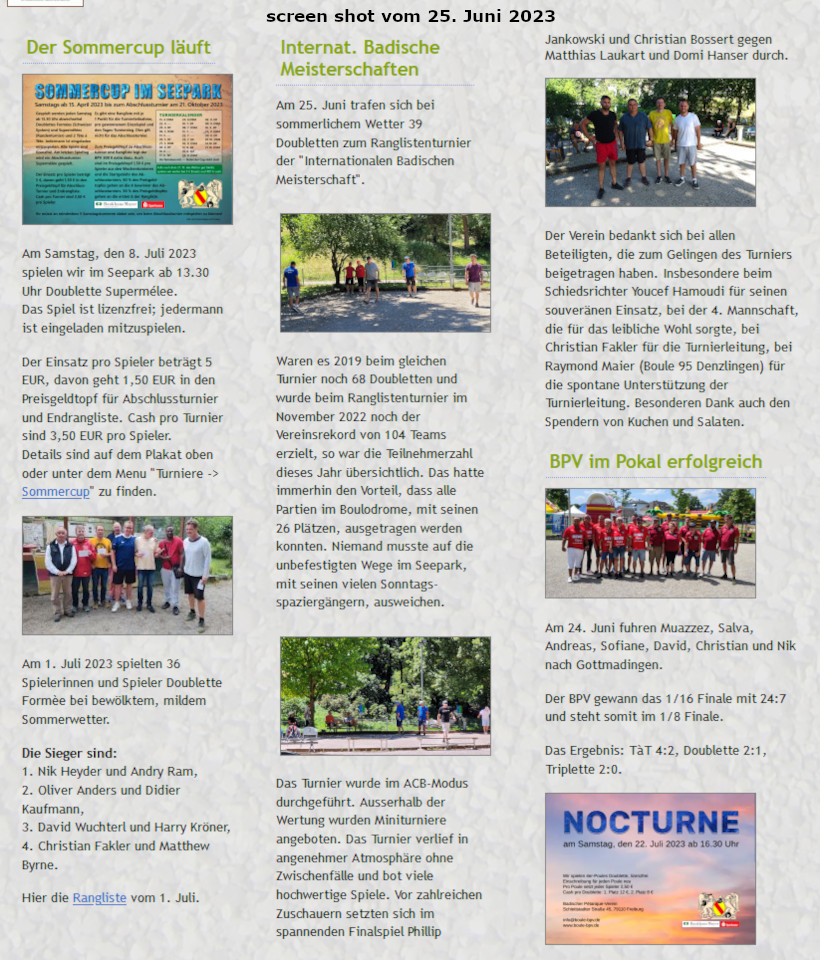 screen shot vom 25. Juni 2023
Der Sommercup läuft
SOMMERCUP IM SEEPARK
Samstags ab 15. April 2023 bis zum Abschlussturnier am 21. Oktober 2023
TURNIERKALENDER
Am Samstag, den 8. Juli 2023
spielen wir im Seepark ab 13.30
Uhr Doublette Supermélee.
Das Spiel ist lizenzfrei; jedermann
ist eingeladen mitzuspielen.
Der Einsatz pro Spieler beträgt 5
EUR, davon geht 1,50 EUR in den
Preisgeldtopf für Abschlussturnier
und Endrangliste. Cash pro Turnier
sind 3,50 EUR pro Spieler.
Details sind auf dem Plakat oben
oder unter dem Menu "Turniere ->
Sommercup" zu finden.
Am 1. Juli 2023 spielten 36
Spielerinnen und Spieler Doublette
Formèe bei bewölktem, mildem
Sommerwetter.
Die Sieger sind:
1. Nik Heyder und Andry Ram,
2. Oliver Anders und Didier
Kaufmann,
3. David Wuchterl und Harry Kröner,
4. Christian Fakler und Matthew
Byrne.
Hier die Rangliste vom 1. Juli.
Internat. Badische
Meisterschaften
Am 25. Juni trafen sich bei
sommerlichem Wetter 39
Doubletten zum Ranglistenturnier
der "Internationalen Badischen
Meisterschaft".
Waren es 2019 beim gleichen
Turnier noch 68 Doubletten und
wurde beim Ranglistenturnier im
November 2022 noch der
Vereinsrekord von 104 Teams
erzielt, so war die Teilnehmerzahl
dieses Jahr übersichtlich. Das hatte
immerhin den Vorteil, dass alle
Partien im Boulodrome, mit seinen
26 Plätzen, ausgetragen werden
konnten. Niemand musste auf die
unbefestigten Wege im Seepark,
mit seinen vielen Sonntags-
spaziergängern, ausweichen.
Das Turnier wurde im ACB-Modus
durchgeführt. Ausserhalb der
Wertung wurden Miniturniere
angeboten. Das Turnier verlief in
angenehmer Atmosphäre ohne
Zwischenfälle und bot viele
hochwertige Spiele. Vor zahlreichen
Zuschauern setzten sich im
spannenden Finalspiel Phillip
Jankowski und Christian Bossert gegen
Matthias Laukart und Domi Hanser durch.
Der Verein bedankt sich bei allen
Beteiligten, die zum Gelingen des Turniers
beigetragen haben. Insbesondere beim
Schiedsrichter Youcef Hamoudi für seinen
souveränen Einsatz, bei der 4. Mannschaft,
die für das leibliche Wohl sorgte, bei
Christian Fakler für die Turnierleitung, bei
Raymond Maier (Boule 95 Denzlingen) für
die spontane Unterstützung der
Turnierleitung. Besonderen Dank auch den
Spendern von Kuchen und Salaten.
BPV im Pokal erfolgreich
Am 24. Juni fuhren Muazzez, Salva,
Andreas, Sofiane, David, Christian und Nik
nach Gottmadingen.
Der BPV gewann das 1/16 Finale mit 24:7
und steht somit im 1/8 Finale.
Das Ergebnis: TàT 4:2, Doublette 2:1,
Triplette 2:0.
NOCTURNE
am Samstag, den 22. Juli 2023 ab 16.30 Uhr
Badischer Pétanque-Verein
info@boule-bpv.de
www.boule-bpv.de